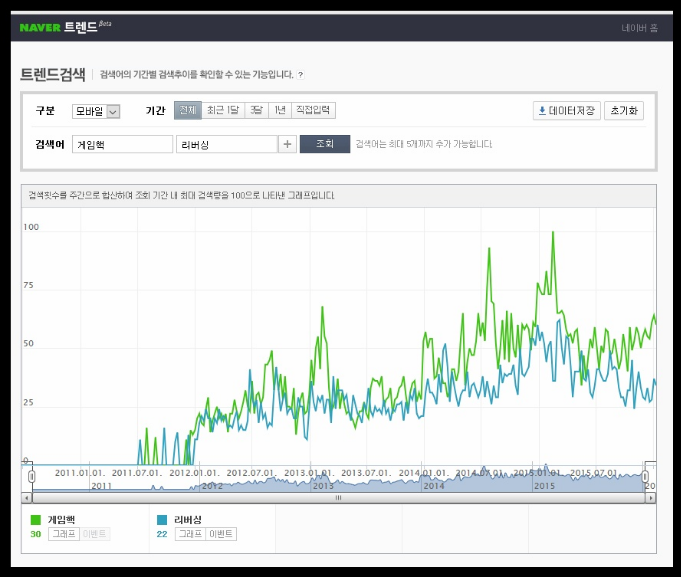 NAVER 트렌드 Beta
네이버 홈
트렌드검색 검색어의 기간별 검색추이를 확인할 수 있는 기능입니다. ?
구분 모바일 기간 전체 최근 1달 3달 1년 직접입력 데이터저장 초기화
검색어 게임핵 리버싱 + 조회 검색어는 최대 5개까지 추가 가능합니다.
검색횟수를 주간으로 합산하여 조회 기간 내 최대 검색량을 100으로 나타낸 그래프입니다.
100
75
50
25
0
2011.01.01. 2011.07.01. 2012.01.01. 2012.07.01. 2013.01.01. 2013.07.01. 2014.01.01. 2014.07.01. 2015.01.01. 2015.07.01.
2011 2012 2013 2014 2015
게임핵 리버싱
30 그래프 이벤트 22 그래프 이벤트